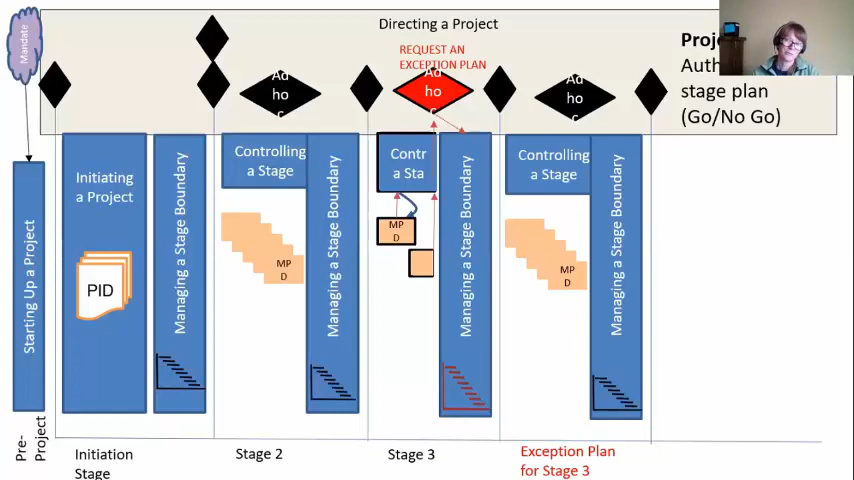 Directing a Project
Mandate
REQUEST AN
EXCEPTION PLAN
Ad
ho
c
Ad
ho
c
Ad
ho
c
Auth
stage plan
(Go/No Go)
Starting Up a Project
Initiating
a Project
PID
Managing a Stage Boundary
Controlling
a Stage
MP
D
Managing a Stage Boundary
Contr
a Sta
MP
D
Managing a Stage Boundary
Controlling
a Stage
MP
D
Managing a Stage Boundary
Pre-
Project
Initiation
Stage
Stage 2
Stage 3
Exception Plan
for Stage 3